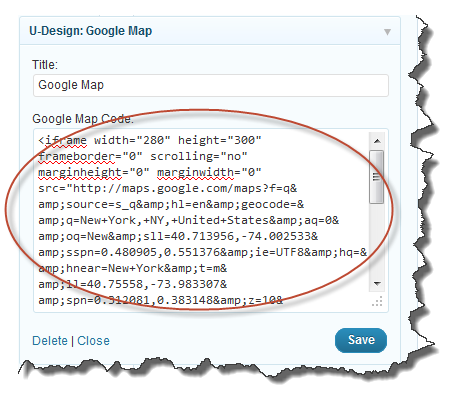 U-Design: Google Map
Title:
Google Map
Google Map Code:
<iframe width="280" height="300"
frameborder="0" scrolling="no"
marginheight="0" marginwidth="0"
src="http://maps.google.com/maps?f=q&
amp;source=s_q&amp;hl=en&amp;geocode=&
amp;q=New+York,+NY,+United+States&amp;aq=0&
amp;oq=New&amp;sll=40.713956,-74.002533&
amp;sspn=0.480905,0.551376&amp;ie=UTF8&amp;hq=&
amp;hnear=New+York&amp;t=m&
amp;ll=40.75558,-73.983307&
amp;spn=0.312081,0.383148&amp;z=10&
Delete | Close
Save